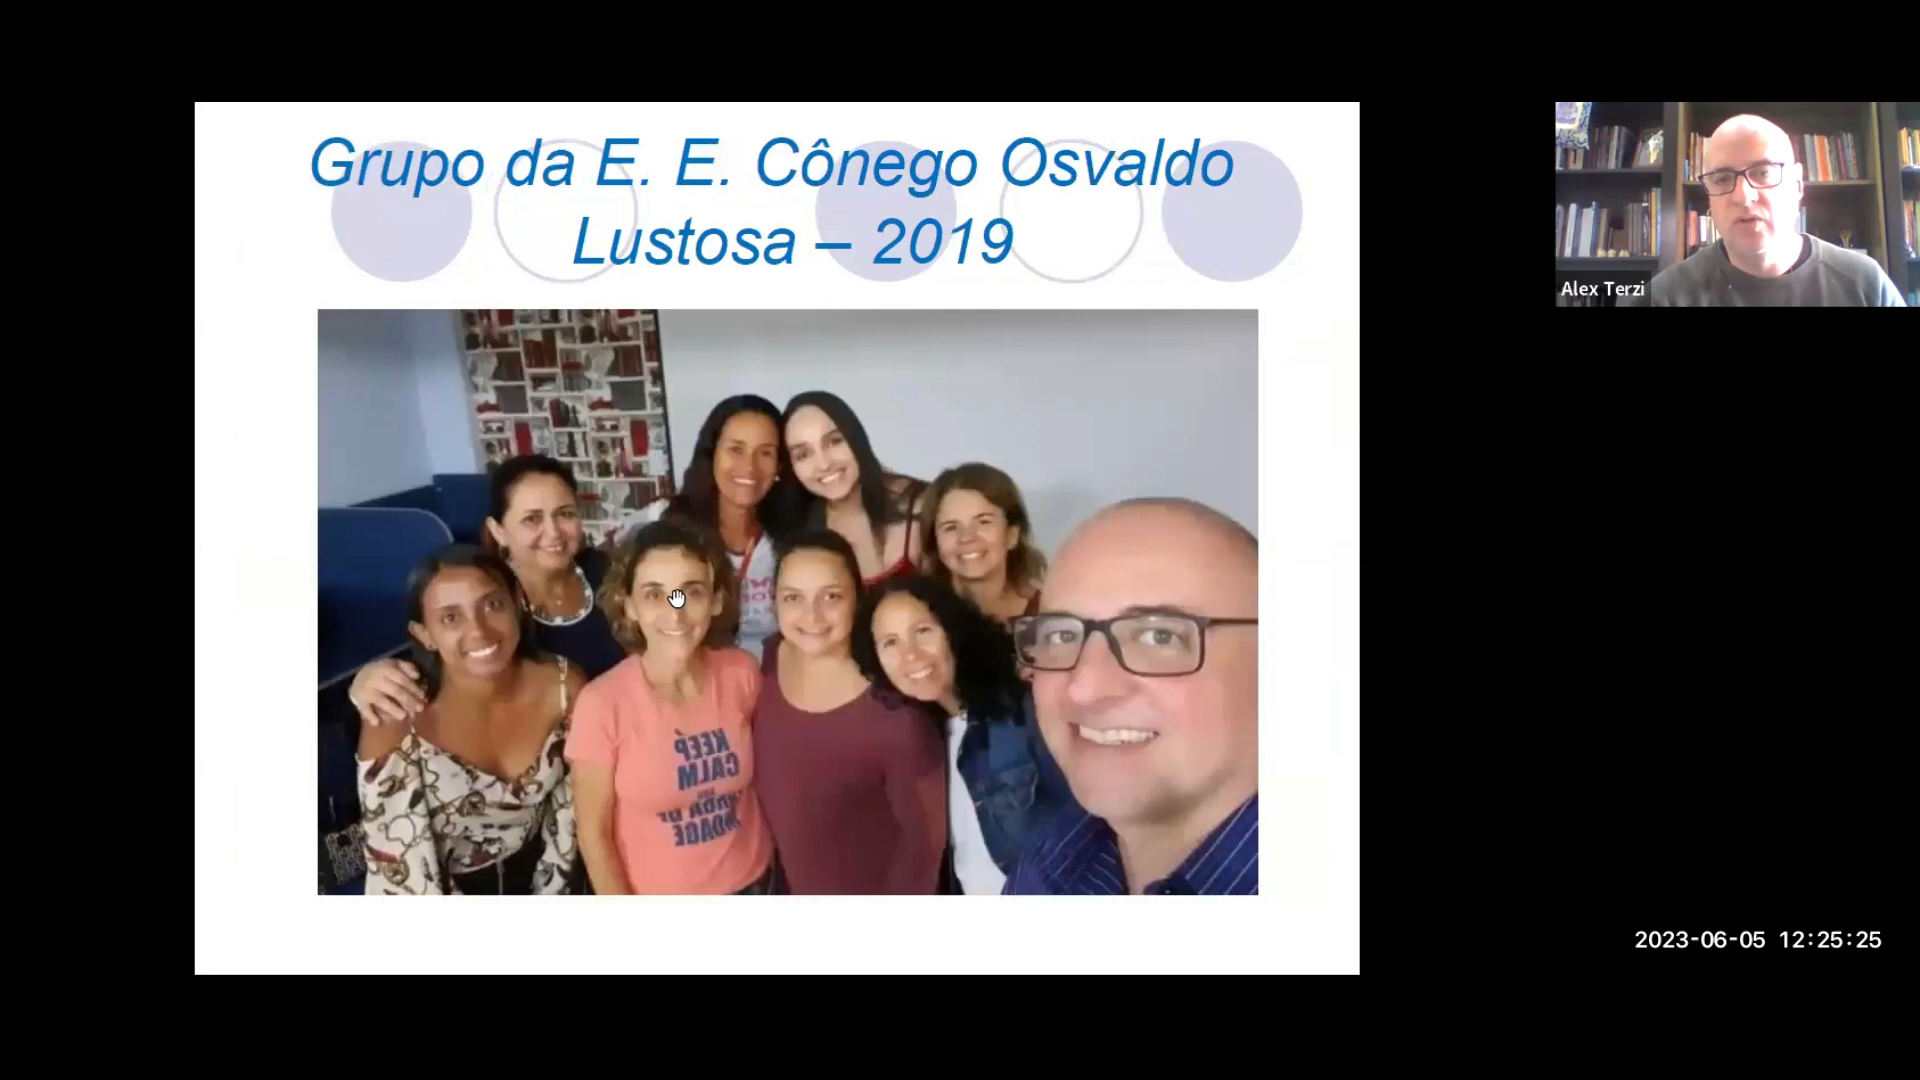 Grupo da E. E. Cônego Osvaldo
Lustosa – 2019
Alex Terzi
KEEP
CALM
2023-06-05 12:25:25